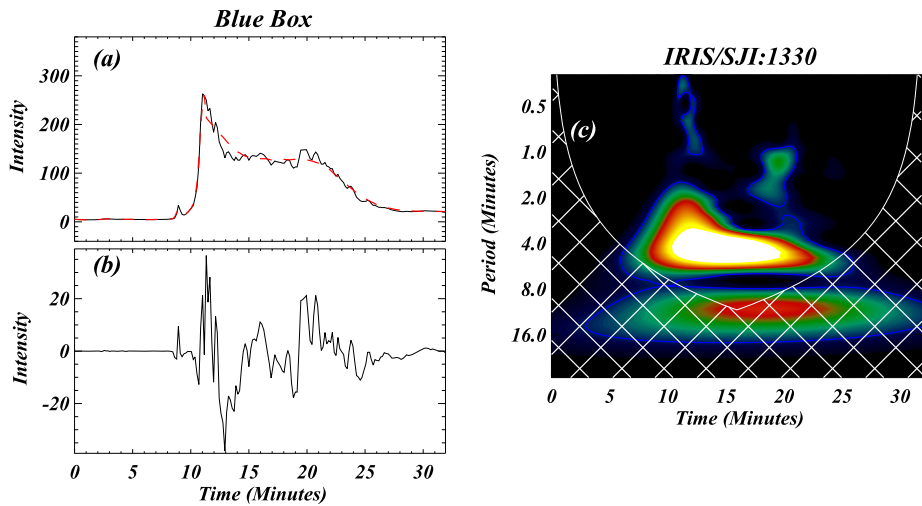 Blue Box
(a)
300
200
100
0
Intensity
(b)
20
0
-20
Intensity
0 5 10 15 20 25 30
Time (Minutes)
IRIS/SJI:1330
(c)
0.5
1.0
2.0
4.0
8.0
16.0
Period (Minutes)
0 5 10 15 20 25 30
Time (Minutes)